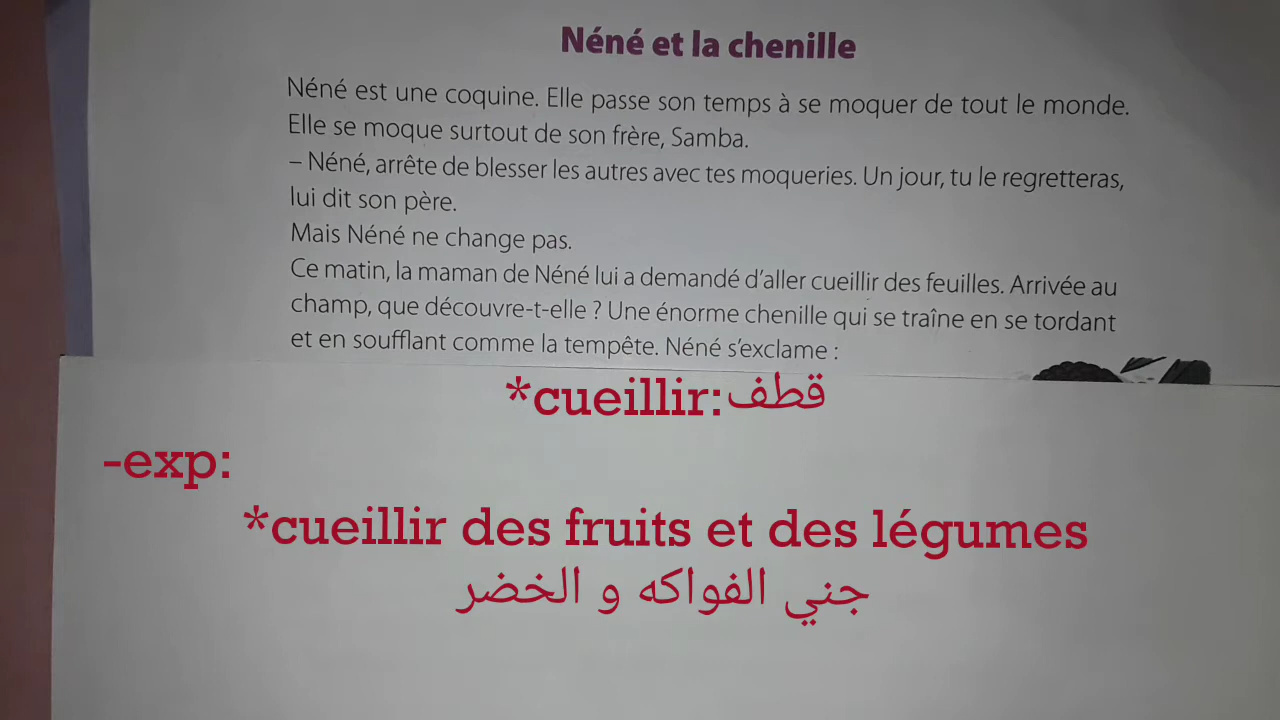 Néné et la chenille
Néné est une coquine. Elle passe son temps à se moquer de tout le monde.
Elle se moque surtout de son frère, Samba.
– Néné, arrête de blesser les autres avec tes moqueries. Un jour, tu le regretteras,
lui dit son père.
Mais Néné ne change pas.
Ce matin, la maman de Néné lui a demandé d'aller cueillir des feuilles. Arrivée au
champ, que découvre-t-elle ? Une énorme chenille qui se traîne en se tordant
et en soufflant comme la tempête. Néné s'exclame :
*cueillir:قطف
-exp:
*cueillir des fruits et des légumes
جني الفواكه و الخضر